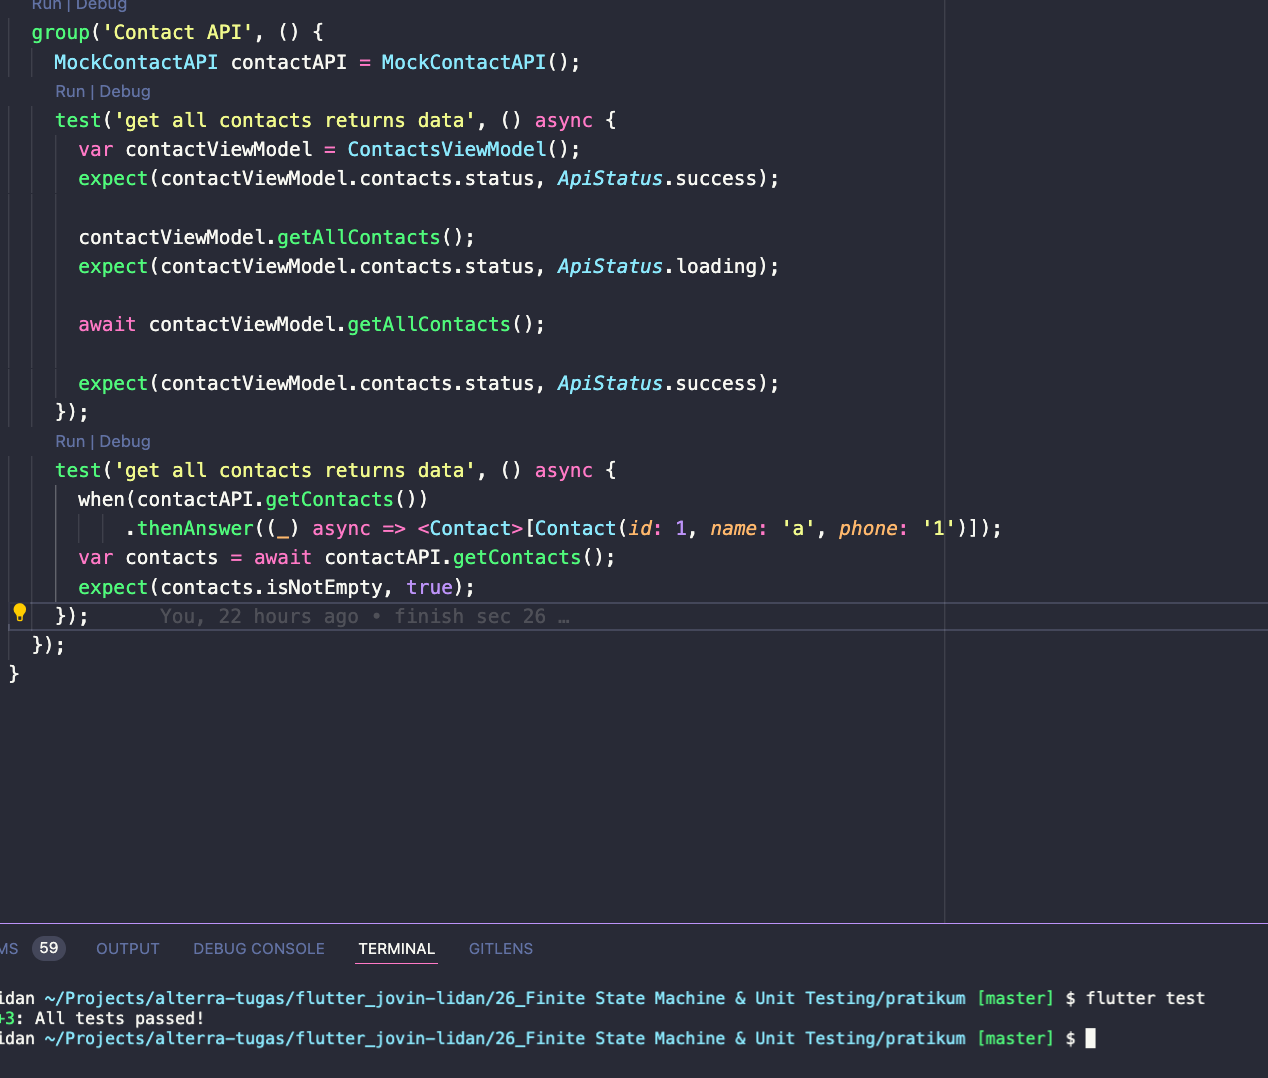 Run | Debug
group('Contact API', () {
MockContactAPI contactAPI = MockContactAPI();
Run | Debug
test('get all contacts returns data', () async {
var contactViewModel = ContactsViewModel();
expect(contactViewModel.contacts.status, ApiStatus.success);
contactViewModel.getAllContacts();
expect(contactViewModel.contacts.status, ApiStatus.loading);
await contactViewModel.getAllContacts();
expect(contactViewModel.contacts.status, ApiStatus.success);
});
Run | Debug
test('get all contacts returns data', () async {
when(contactAPI.getContacts())
.thenAnswer((_) async => <Contact>[Contact(id: 1, name: 'a', phone: '1')]);
var contacts = await contactAPI.getContacts();
expect(contacts.isNotEmpty, true);
}); You, 22 hours ago • finish sec 26 …
});
}
MS 59 OUTPUT DEBUG CONSOLE TERMINAL GITLENS
idan ~/Projects/alterra-tugas/flutter_jovin-lidan/26_Finite State Machine & Unit Testing/pratikum [master] $ flutter test
+3: All tests passed!
idan ~/Projects/alterra-tugas/flutter_jovin-lidan/26_Finite State Machine & Unit Testing/pratikum [master] $